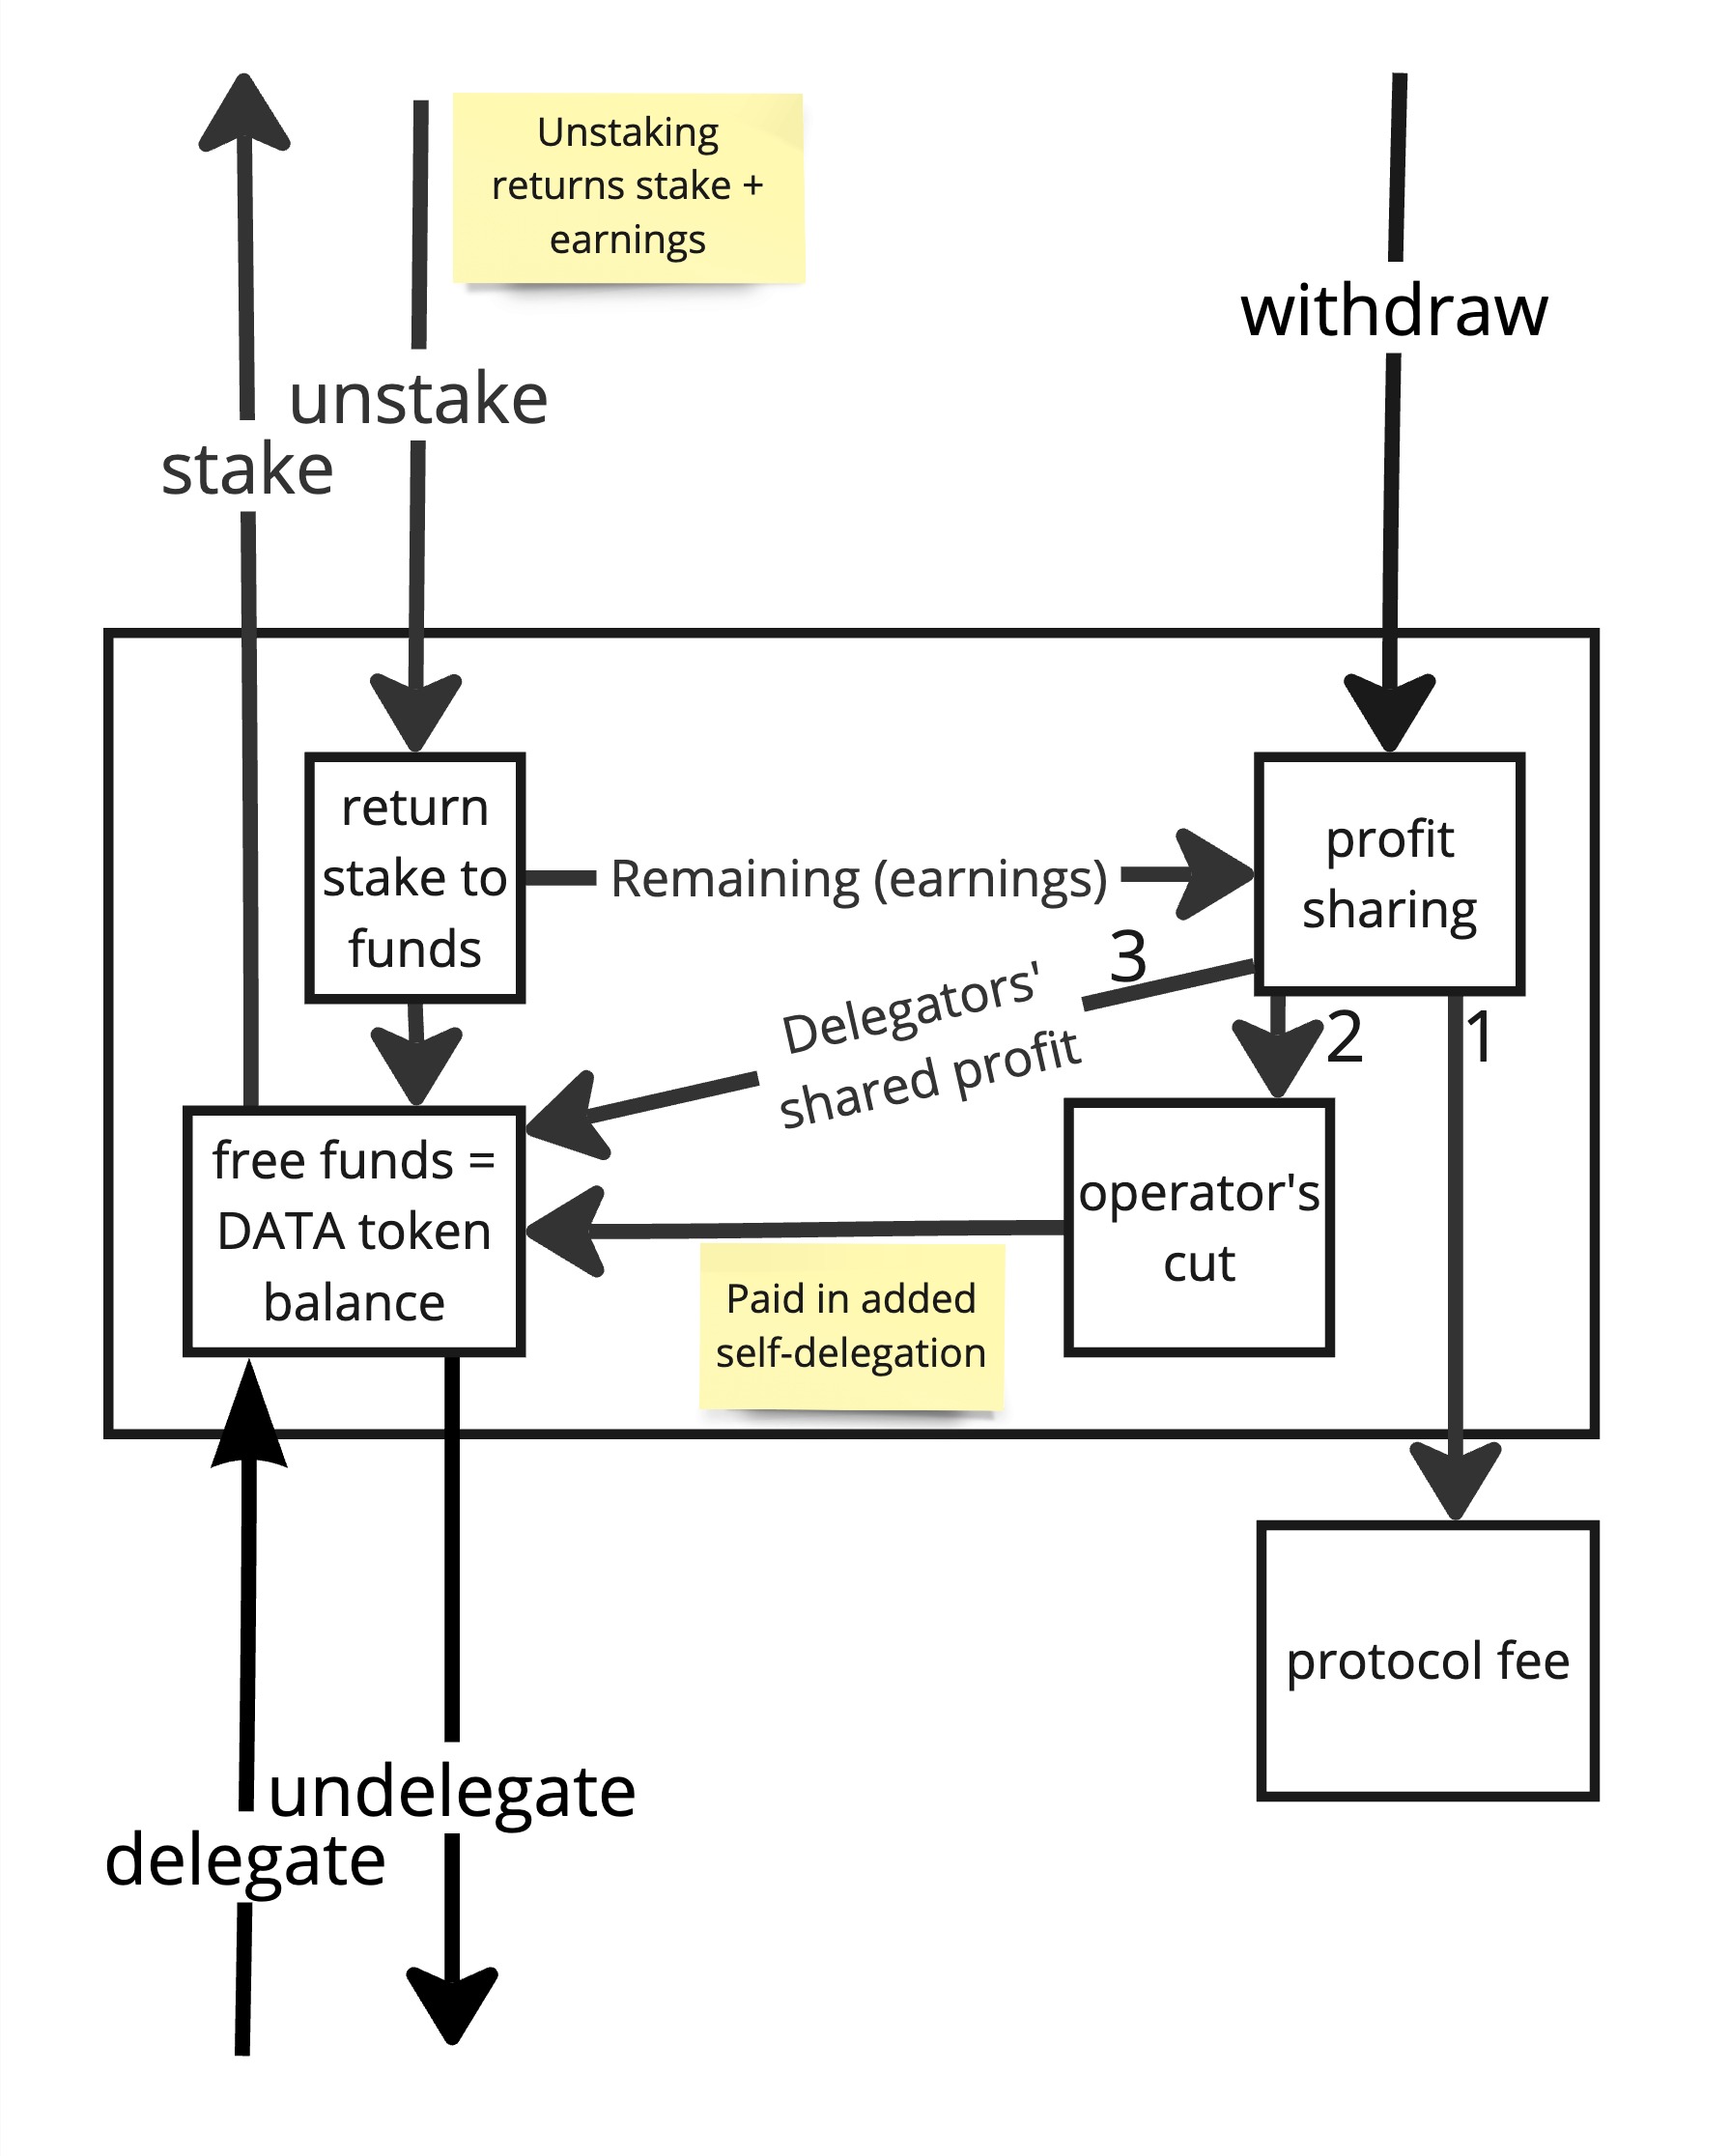 Unstaking
returns stake +
earnings
withdraw
unstake
stake
return
stake to
funds
Remaining (earnings)
profit
sharing
3
Delegators'
shared profit
2
1
free funds =
DATA token
balance
operator's
cut
Paid in added
self-delegation
protocol fee
undelegate
delegate